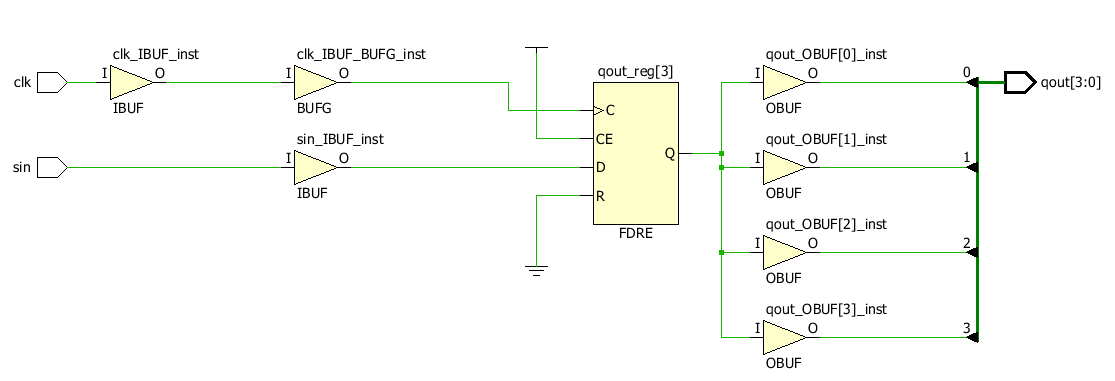 clk_IBUF_inst
clk
I
O
IBUF
clk_IBUF_BUFG_inst
I
O
BUFG
sin_IBUF_inst
sin
I
O
IBUF
qout_reg[3]
C
CE
D
R
Q
FDRE
qout_OBUF[0]_inst
I
O
OBUF
0
qout_OBUF[1]_inst
I
O
OBUF
1
qout_OBUF[2]_inst
I
O
OBUF
2
qout_OBUF[3]_inst
I
O
OBUF
3
qout[3:0]